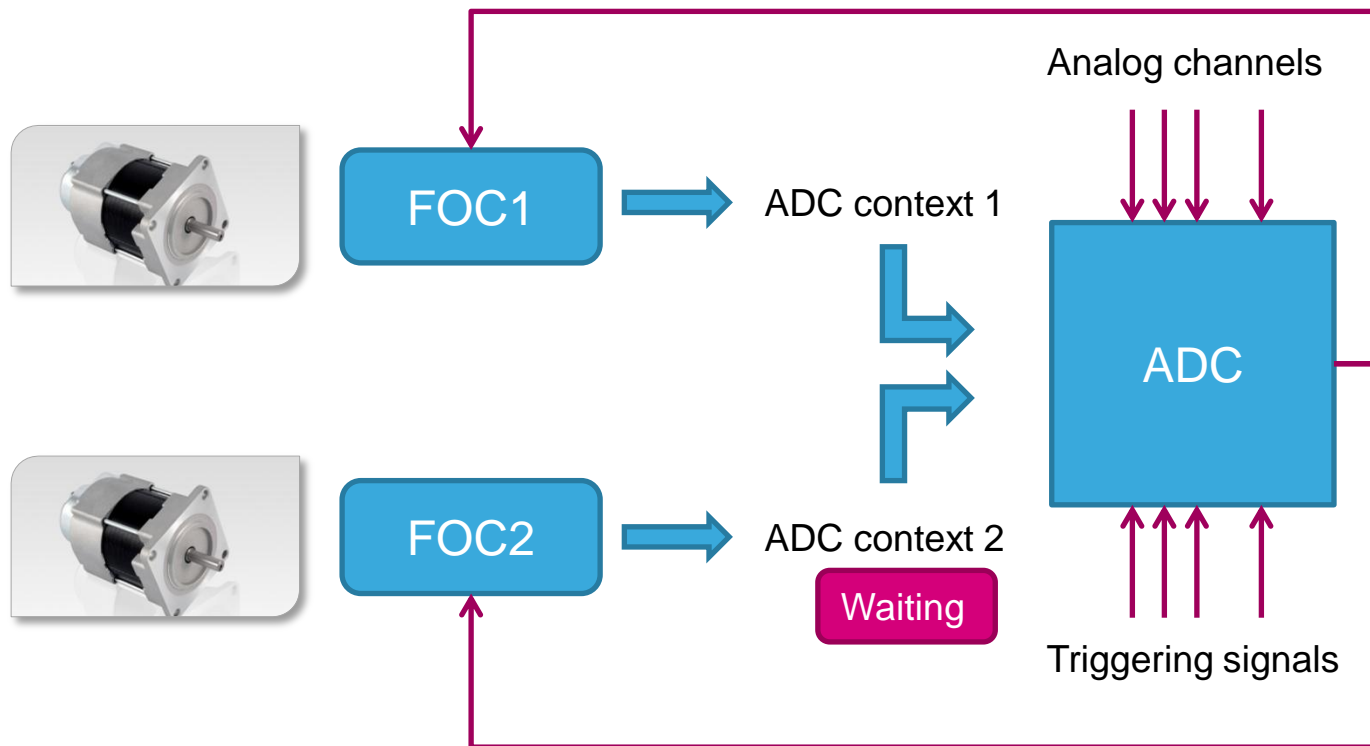 Analog channels
FOC1
ADC context 1
ADC
FOC2
ADC context 2
Waiting
Triggering signals